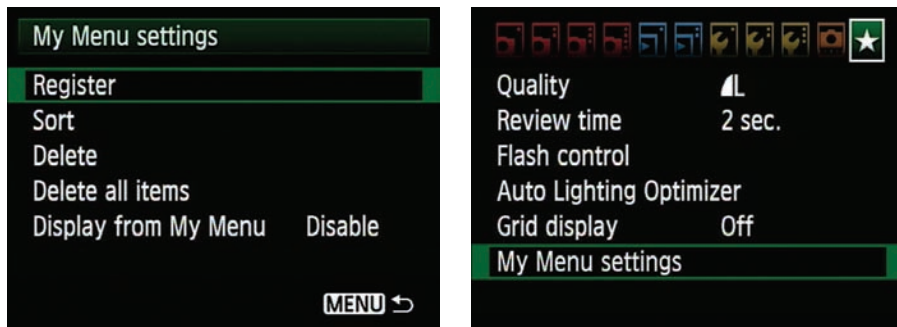 My Menu settings
Register
Sort
Delete
Delete all items
Display from My Menu Disable
MENU
Quality L
Review time 2 sec.
Flash control
Auto Lighting Optimizer
Grid display Off
My Menu settings